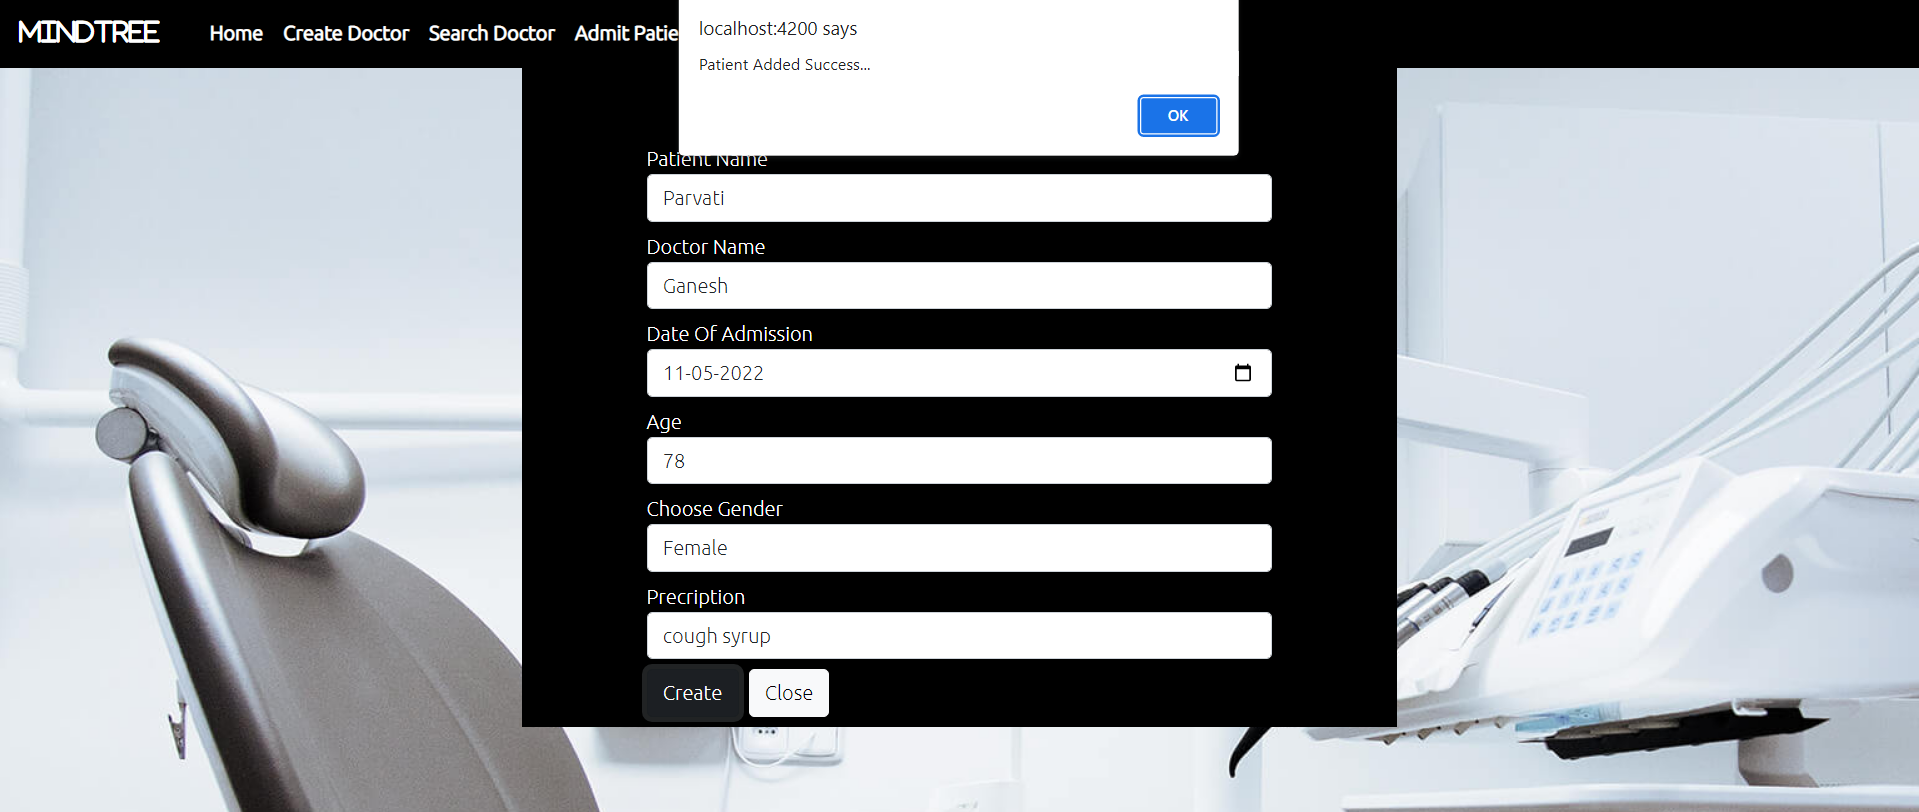 MINDTREE Home Create Doctor Search Doctor Admit Patie
localhost:4200 says
Patient Added Success...
OK
Patient Name
Parvati
Doctor Name
Ganesh
Date Of Admission
11-05-2022
Age
78
Choose Gender
Female
Precription
cough syrup
Create Close